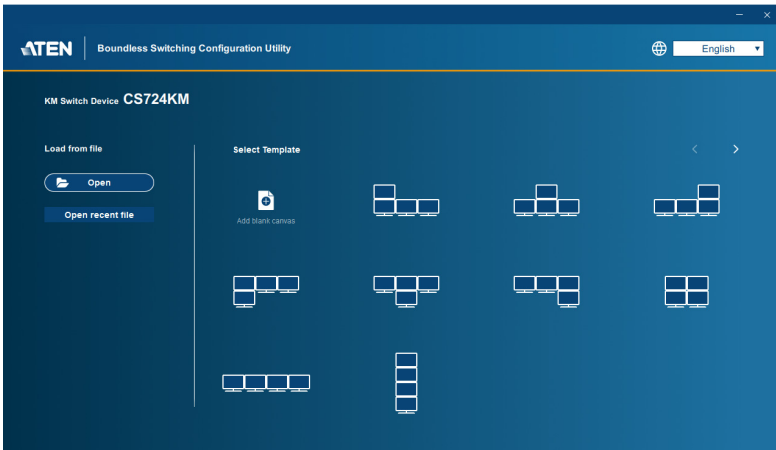 ATEN
Boundless Switching Configuration Utility
English
KM Switch Device CS724KM
Load from file
Select Template
Open
Open recent file
Add blank canvas